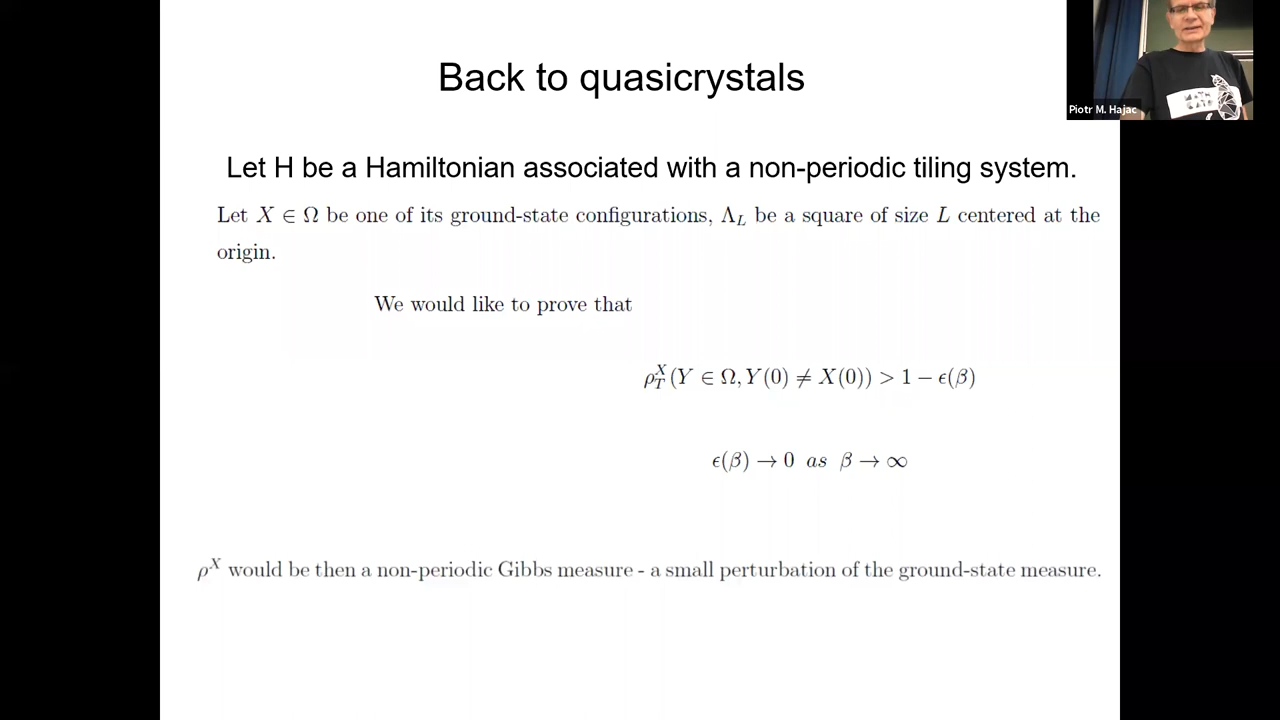 Back to quasicrystals
Piotr M. Hajac
Let H be a Hamiltonian associated with a non-periodic tiling system.
Let X ∈ Ω be one of its ground-state configurations, Λ_L be a square of size L centered at the
origin.
We would like to prove that
ρ_T^X(Y ∈ Ω, Y(0) ≠ X(0)) > 1 − ϵ(β)
ϵ(β) → 0 as β → ∞
ρ^X would be then a non-periodic Gibbs measure - a small perturbation of the ground-state measure.